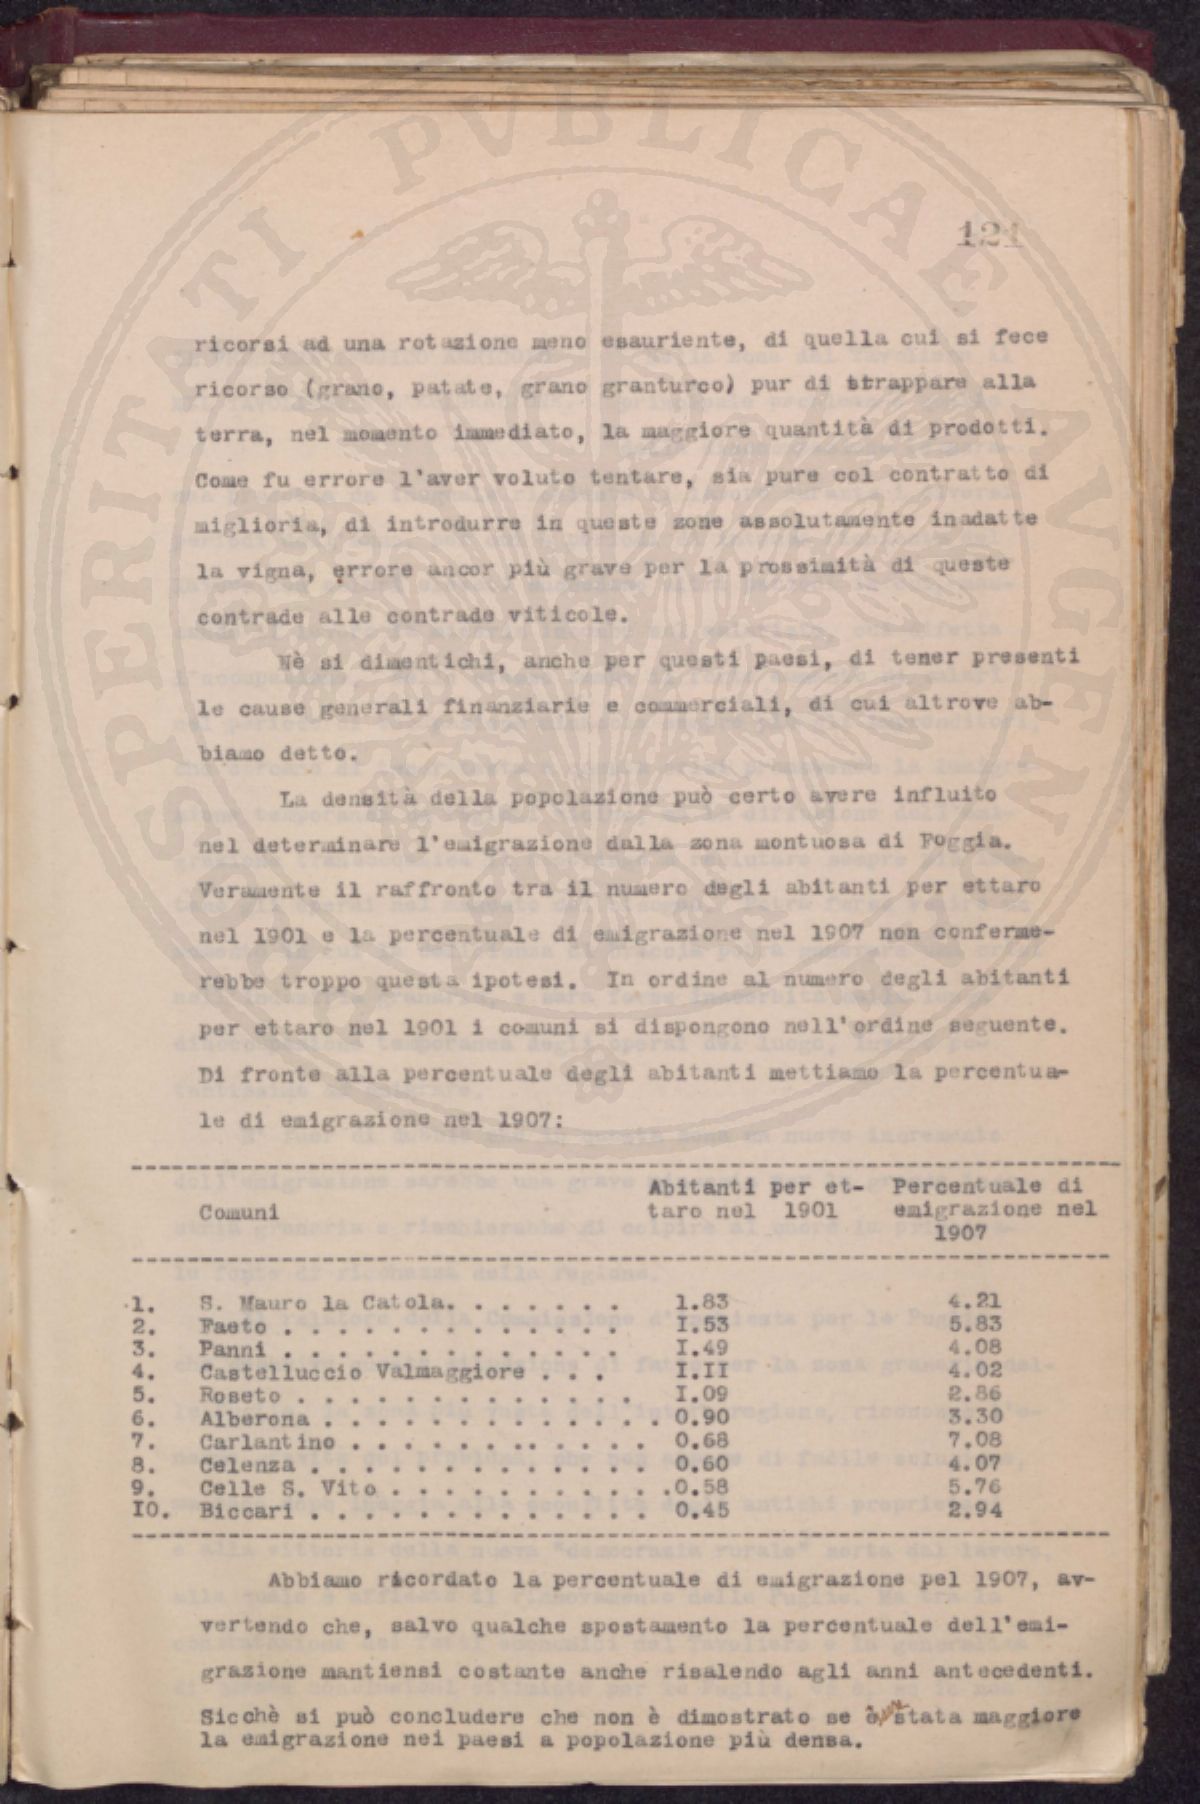 PROSPERITATI PVBLICAE AVGENDAE
121
ricorsi ad una rotazione meno esauriente, di quella cui si fece
ricorso (grano, patate, grano granturco) pur di strappare alla
terra, nel momento immediato, la maggiore quantità di prodotti.
Come fu errore l'aver voluto tentare, sia pure col contratto di
miglioria, di introdurre in queste zone assolutamente inadatte
la vigna, errore ancor più grave per la prossimità di queste
contrade alle contrade viticole.
Nè si dimentichi, anche per questi paesi, di tener presenti
le cause generali finanziarie e commerciali, di cui altrove ab-
biamo detto.
La densità della popolazione può certo avere influito
nel determinare l'emigrazione dalla zona montuosa di Foggia.
Veramente il raffronto tra il numero degli abitanti per ettaro
nel 1901 e la percentuale di emigrazione nel 1907 non conferme-
rebbe troppo questa ipotesi. In ordine al numero degli abitanti
per ettaro nel 1901 i comuni si dispongono nell'ordine seguente.
Di fronte alla percentuale degli abitanti mettiamo la percentua-
le di emigrazione nel 1907:
Comuni Abitanti per et- Percentuale di
taro nel 1901 emigrazione nel
1907
1. S. Mauro la Catola. . . . . . . 1.83 4.21
2. Faeto . . . . . . . . . . . . . I.53 5.83
3. Panni . . . . . . . . . . . . . I.49 4.08
4. Castelluccio Valmaggiore . . . I.II 4.02
5. Roseto . . . . . . . . . . . . . I.09 2.86
6. Alberona . . . . . . . . . . . . . 0.90 3.30
7. Carlantino . . . . . . . . . . . 0.68 7.08
8. Celenza . . . . . . . . . . . . . 0.60 4.07
9. Celle S. Vito . . . . . . . . . . .0.58 5.76
IO. Biccari . . . . . . . . . . . . . 0.45 2.94
Abbiamo ricordato la percentuale di emigrazione pel 1907, av-
vertendo che, salvo qualche spostamento la percentuale dell'emi-
grazione mantiensi costante anche risalendo agli anni antecedenti.
Sicchè si può concludere che non è dimostrato se è stata maggiore
la emigrazione nei paesi a popolazione più densa.